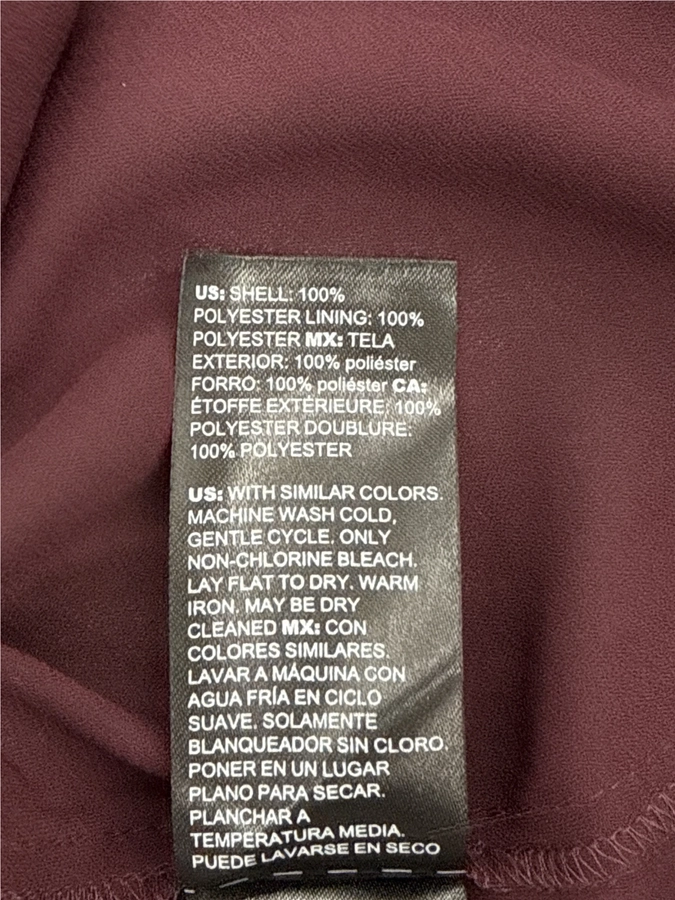 US: SHELL: 100%
POLYESTER LINING: 100%
POLYESTER MX: TELA
EXTERIOR: 100% poliéster
FORRO: 100% poliéster CA:
ÉTOFFE EXTÉRIEURE: 100%
POLYESTER DOUBLURE:
100% POLYESTER
US: WITH SIMILAR COLORS.
MACHINE WASH COLD,
GENTLE CYCLE. ONLY
NON-CHLORINE BLEACH.
LAY FLAT TO DRY. WARM
IRON. MAY BE DRY
CLEANED MX: CON
COLORES SIMILARES.
LAVAR A MÁQUINA CON
AGUA FRÍA EN CICLO
SUAVE. SOLAMENTE
BLANQUEADOR SIN CLORO.
PONER EN UN LUGAR
PLANO PARA SECAR.
PLANCHAR A
TEMPERATURA MEDIA.
PUEDE LAVARSE EN SECO